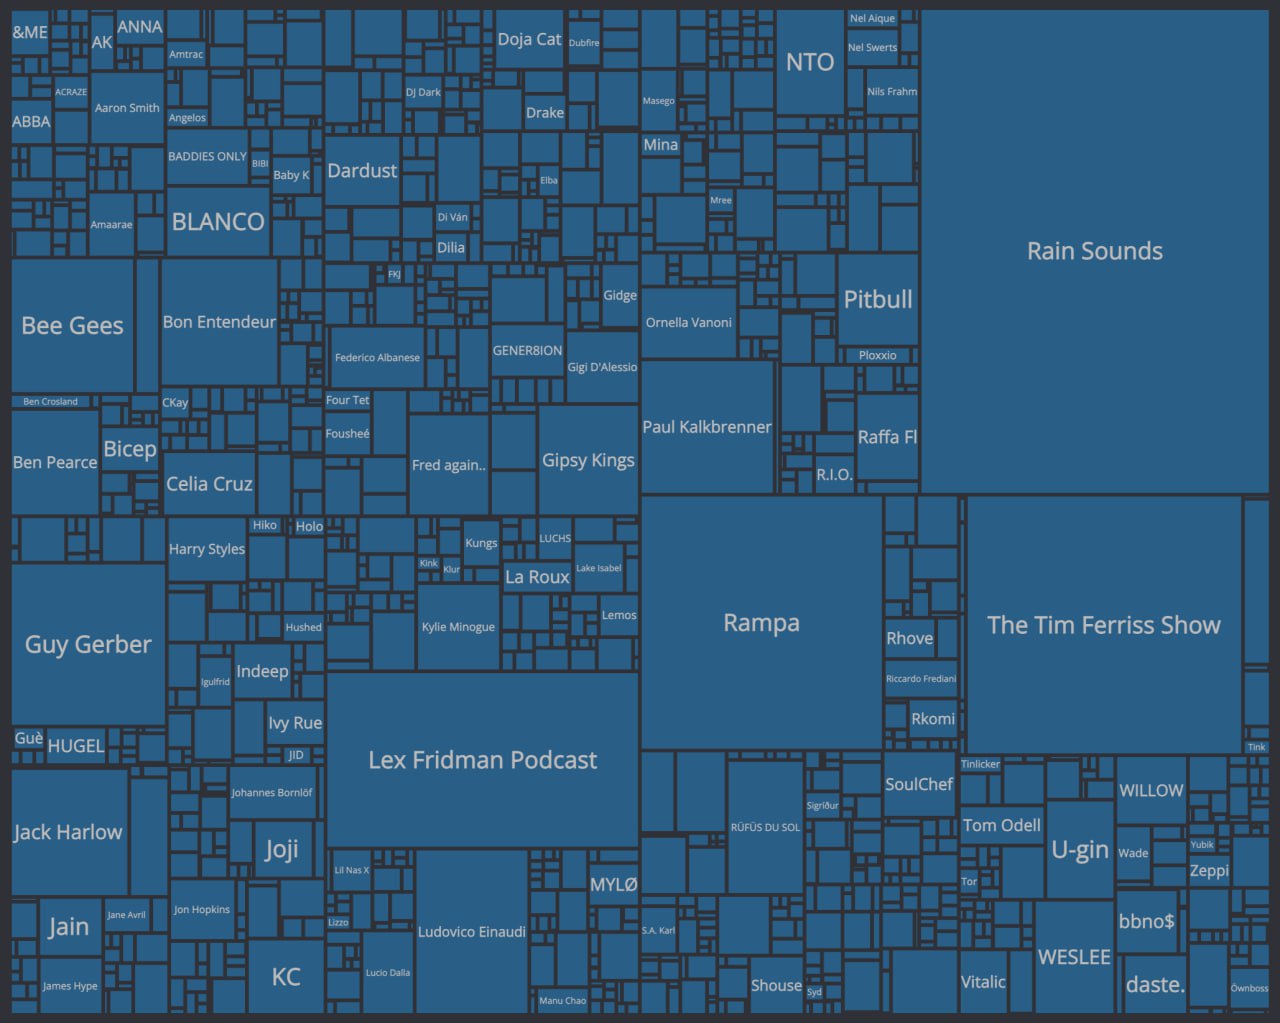 &ME
AK
ANNA
Amtrac
ACRAZE
Aaron Smith
Angelos
ABBA
BADDIES ONLY
BIBI
Baby K
Amaarae
BLANCO
Bee Gees
Bon Entendeur
Ben Crosland
CKay
Ben Pearce
Bicep
Celia Cruz
Doja Cat
Dubfire
DJ Dark
Drake
Dardust
Elba
Di Ván
Dilia
FKJ
Gidge
Federico Albanese
GENER8ION
Gigi D'Alessio
Four Tet
Fousheé
Fred again..
Gipsy Kings
Harry Styles
Hiko
Holo
Guy Gerber
Hushed
Igulfrid
Indeep
Ivy Rue
JID
Guè
HUGEL
Jack Harlow
Johannes Bornlöf
Joji
Jain
Jane Avril
Jon Hopkins
James Hype
KC
Kungs
LUCHS
Kink
Klur
La Roux
Lake Isabel
Kylie Minogue
Lemos
Lex Fridman Podcast
Lil Nas X
MYLØ
Lizzo
Ludovico Einaudi
Lucio Dalla
Manu Chao
NTO
Nel Aique
Nel Swerts
Nils Frahm
Masego
Mina
Mree
Ornella Vanoni
Pitbull
Ploxxio
Paul Kalkbrenner
Raffa Fl
R.I.O.
Rain Sounds
Rampa
Rhove
Riccardo Frediani
Rkomi
The Tim Ferriss Show
Tink
RÜFÜS DU SOL
Sigríður
SoulChef
S.A. Karl
Shouse
Syd
Tinlicker
Tom Odell
U-gin
Tor
WILLOW
Wade
Yubik
Zeppi
WESLEE
bbno$
Vitalic
daste.
Öwnboss